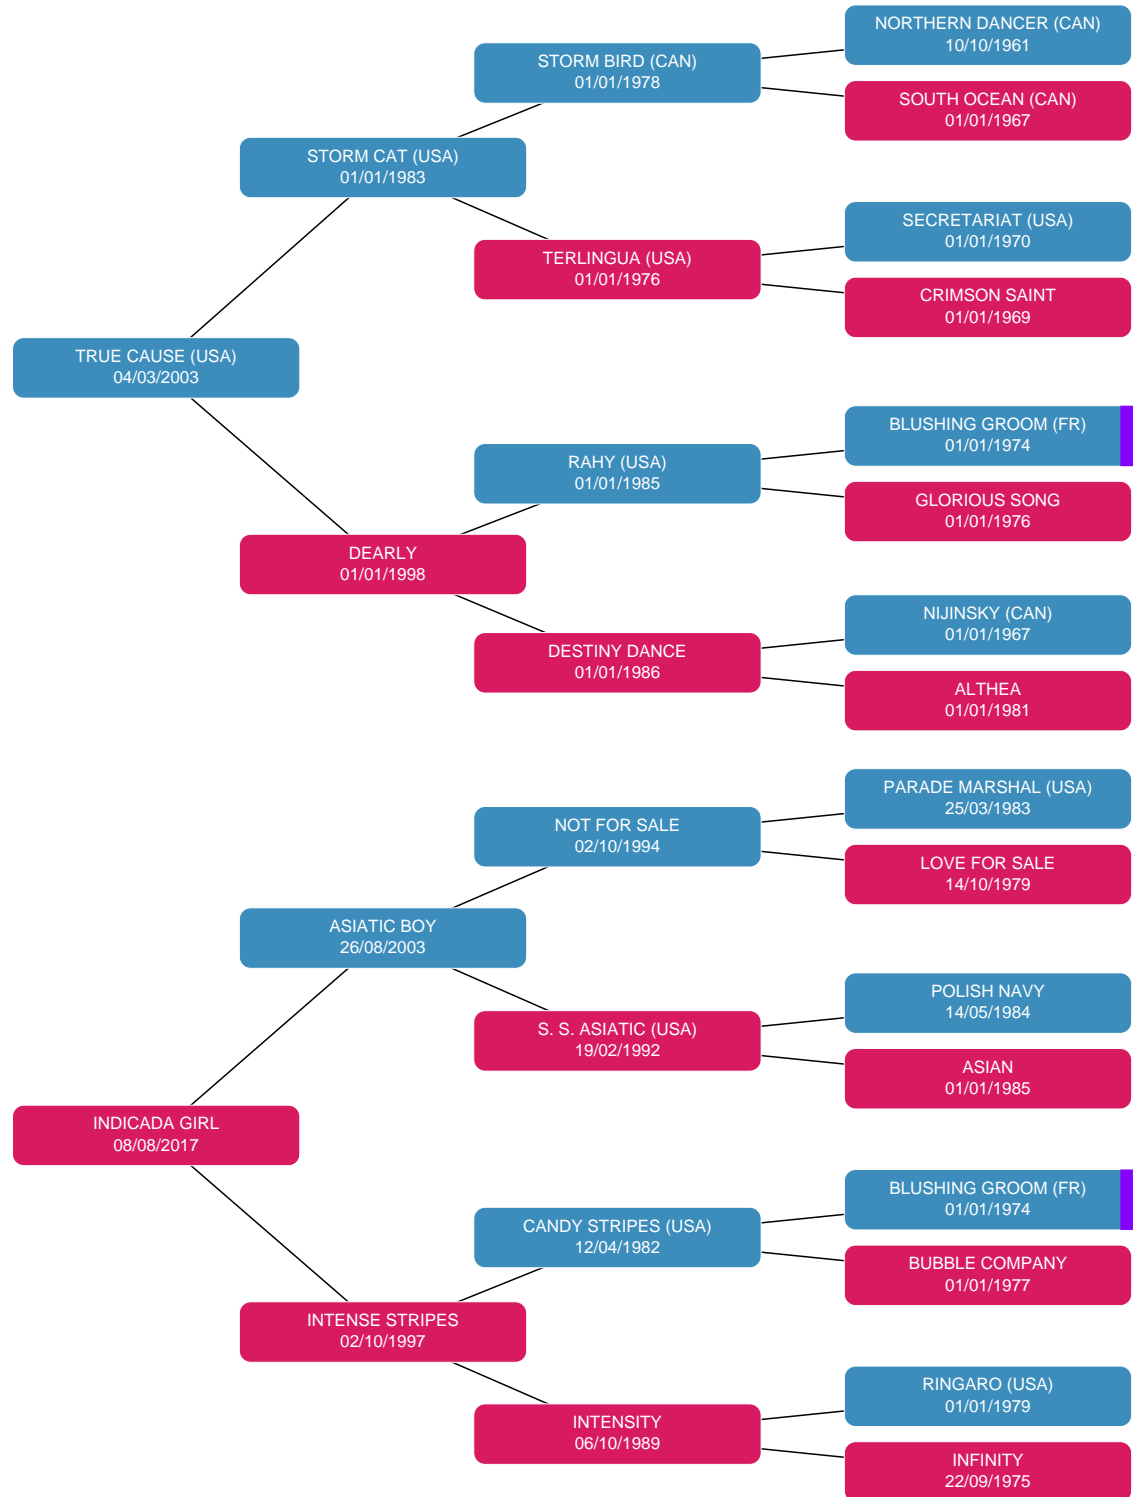 NORTHERN DANCER (CAN)
10/10/1961
STORM BIRD (CAN)
01/01/1978
SOUTH OCEAN (CAN)
01/01/1967
STORM CAT (USA)
01/01/1983
SECRETARIAT (USA)
01/01/1970
TERLINGUA (USA)
01/01/1976
CRIMSON SAINT
01/01/1969
TRUE CAUSE (USA)
04/03/2003
BLUSHING GROOM (FR)
01/01/1974
RAHY (USA)
01/01/1985
GLORIOUS SONG
01/01/1976
DEARLY
01/01/1998
NIJINSKY (CAN)
01/01/1967
DESTINY DANCE
01/01/1986
ALTHEA
01/01/1981
PARADE MARSHAL (USA)
25/03/1983
NOT FOR SALE
02/10/1994
LOVE FOR SALE
14/10/1979
ASIATIC BOY
26/08/2003
POLISH NAVY
14/05/1984
S. S. ASIATIC (USA)
19/02/1992
ASIAN
01/01/1985
INDICADA GIRL
08/08/2017
BLUSHING GROOM (FR)
01/01/1974
CANDY STRIPES (USA)
12/04/1982
BUBBLE COMPANY
01/01/1977
INTENSE STRIPES
02/10/1997
RINGARO (USA)
01/01/1979
INTENSITY
06/10/1989
INFINITY
22/09/1975